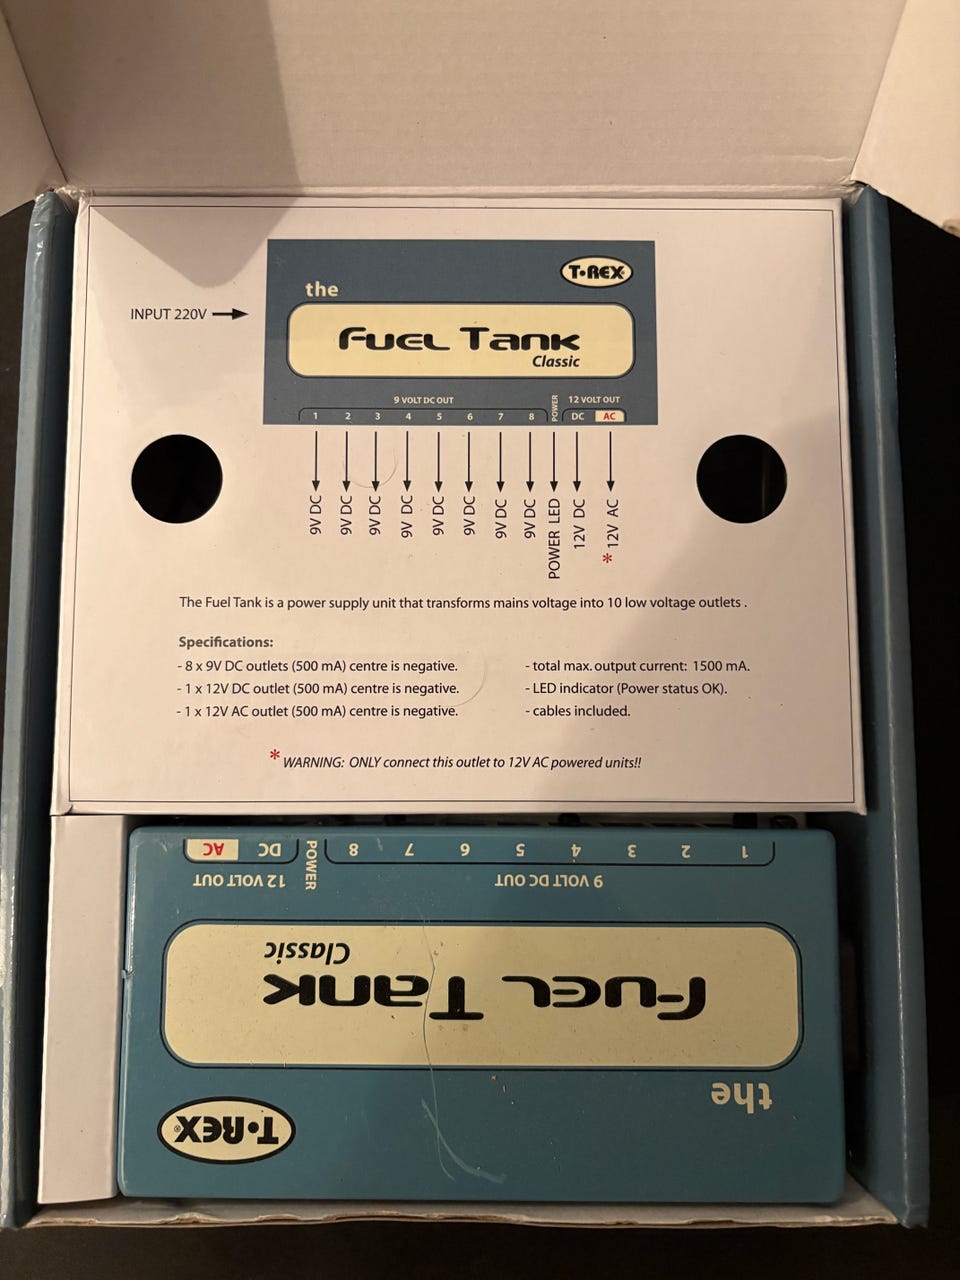 T-REX®
the
INPUT 220V
Fuel Tank
Classic
9 VOLT DC OUT
POWER
12 VOLT OUT
1 2 3 4 5 6 7 8 DC AC
9V DC 9V DC 9V DC 9V DC 9V DC 9V DC 9V DC 9V DC POWER LED 12V DC * 12V AC
The Fuel Tank is a power supply unit that transforms mains voltage into 10 low voltage outlets .
Specifications:
- 8 x 9V DC outlets (500 mA) centre is negative.
- 1 x 12V DC outlet (500 mA) centre is negative.
- 1 x 12V AC outlet (500 mA) centre is negative.
- total max. output current: 1500 mA.
- LED indicator (Power status OK).
- cables included.
* WARNING: ONLY connect this outlet to 12V AC powered units!!
T-REX®
the
Fuel Tank
Classic
9 VOLT DC OUT
POWER
12 VOLT OUT
1 2 3 4 5 6 7 8 DC AC